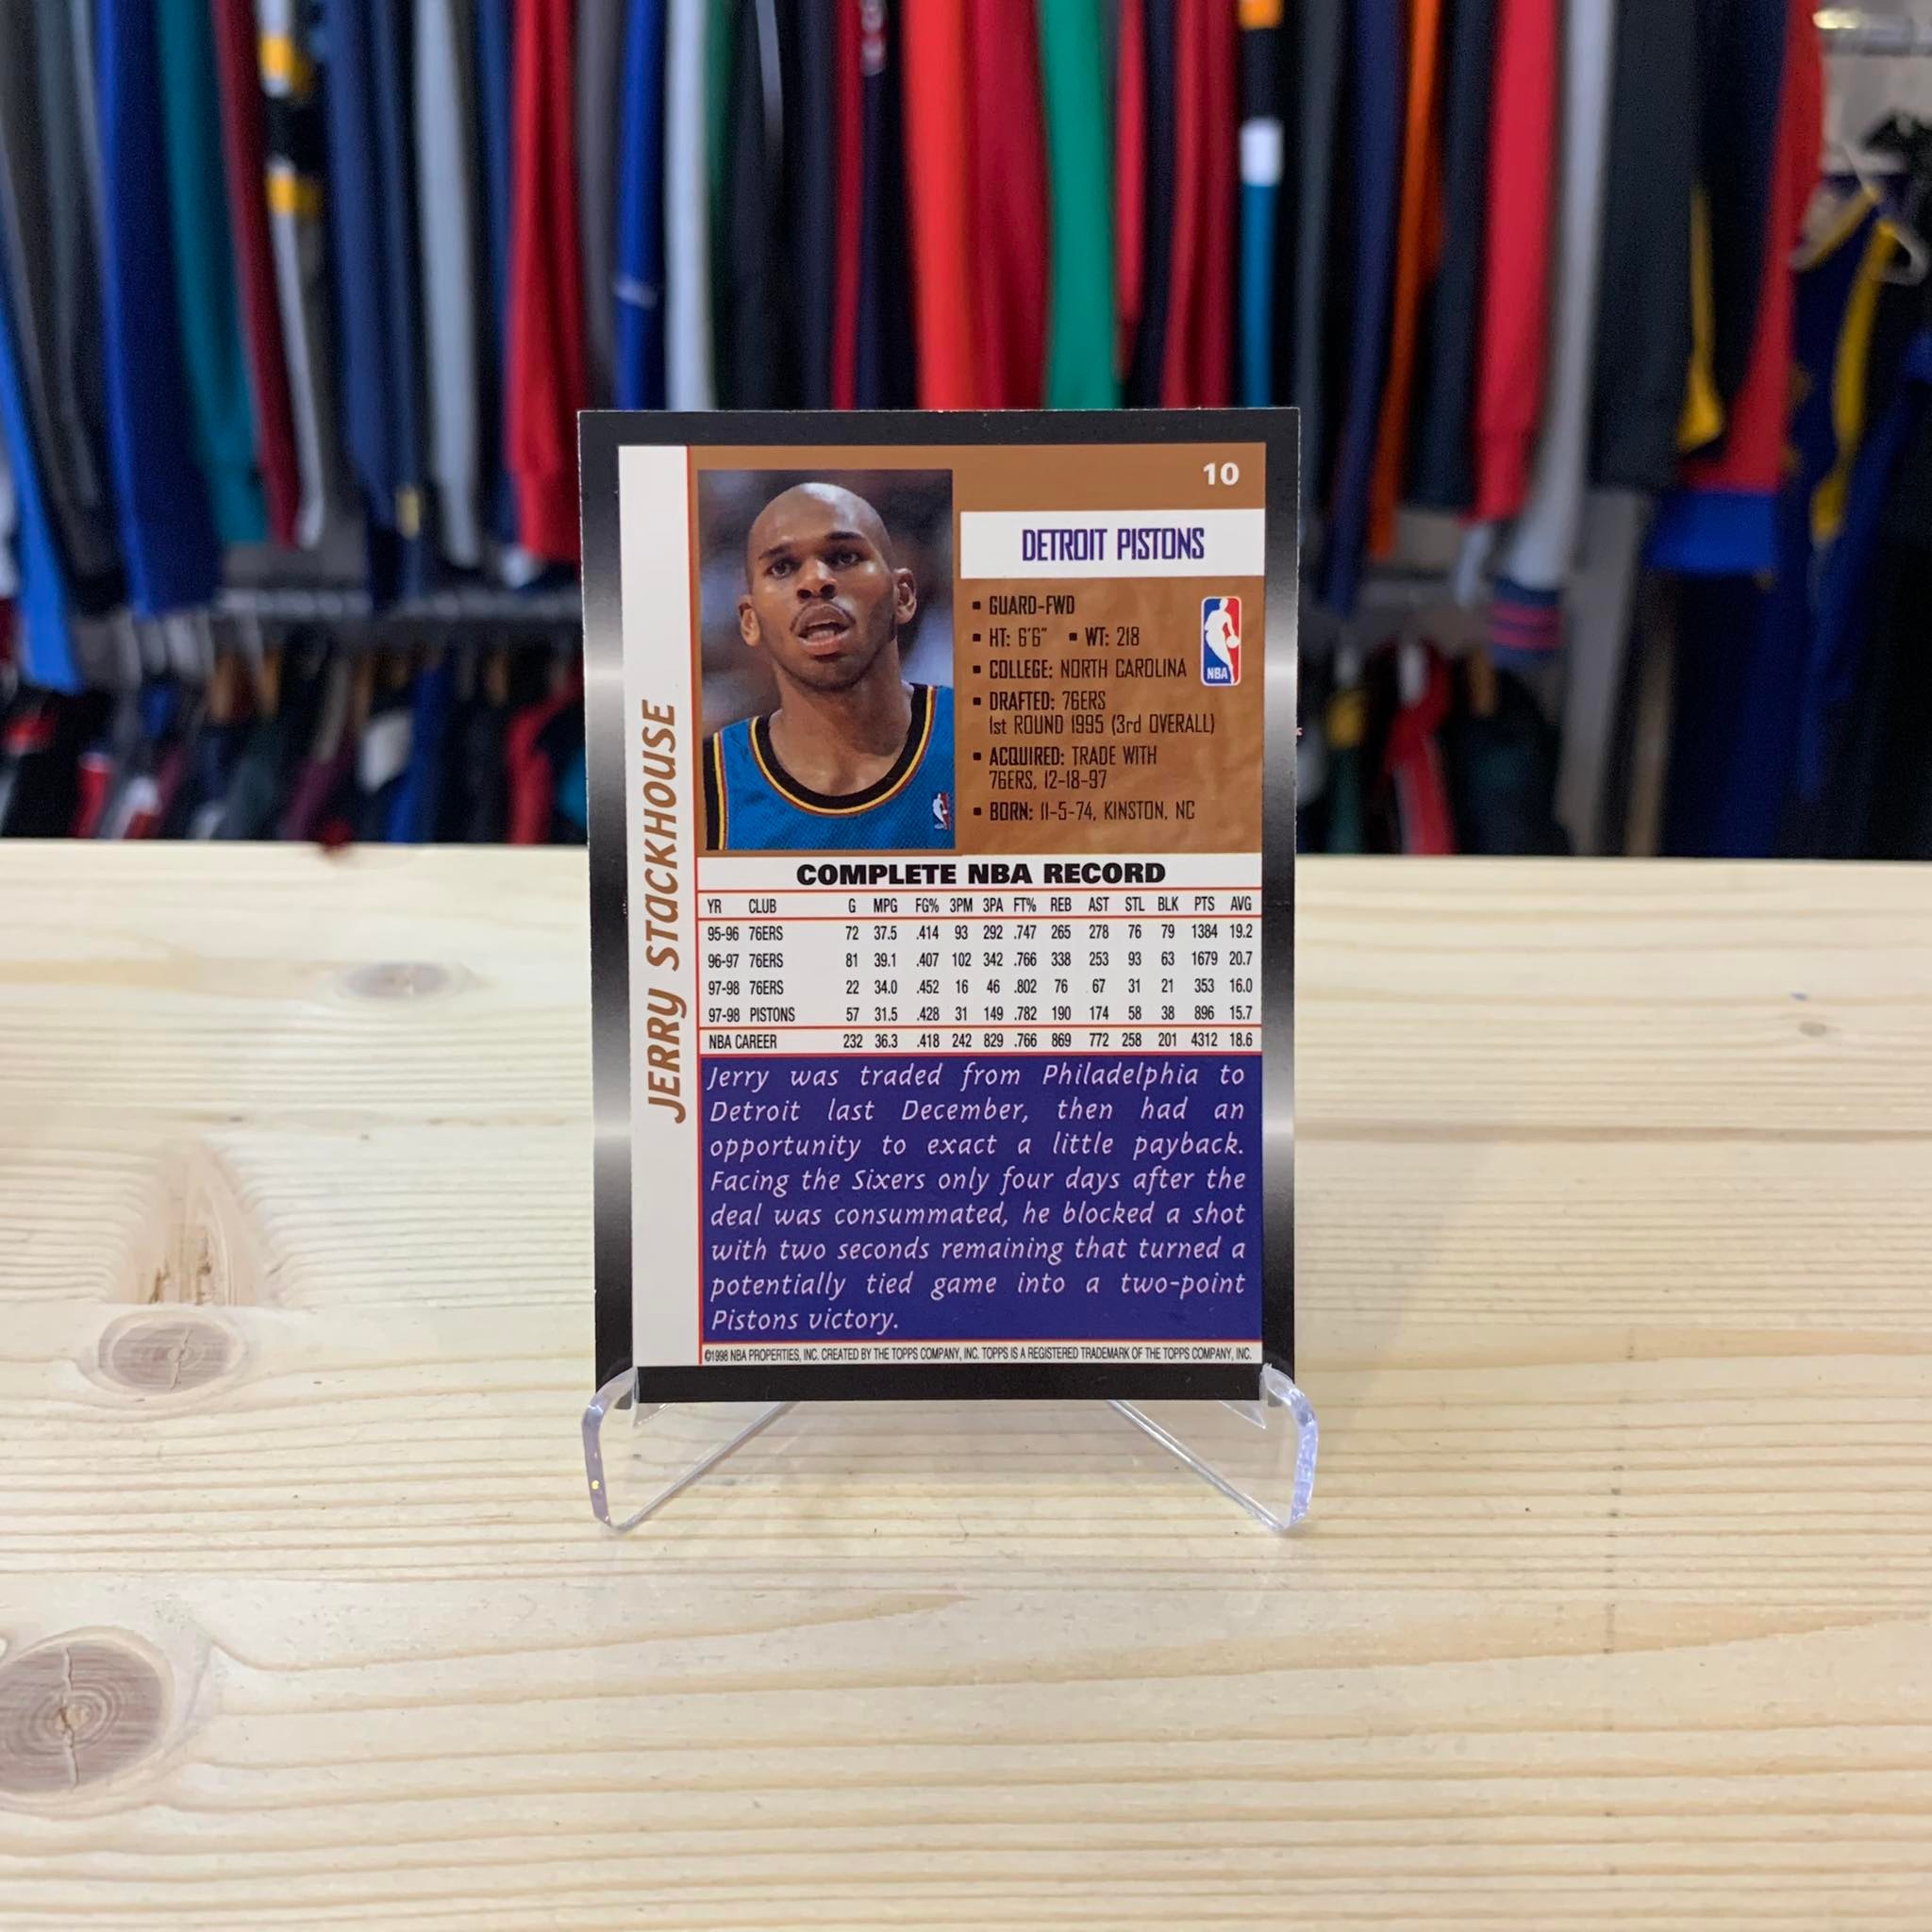 10
DETROIT PISTONS
▪ GUARD-FWD
▪ HT: 6'6" ▪ WT: 218
▪ COLLEGE: NORTH CAROLINA
▪ DRAFTED: 76ERS
1st ROUND 1995 (3rd OVERALL)
▪ ACQUIRED: TRADE WITH
76ERS, 12-18-97
▪ BORN: 11-5-74, KINSTON, NC
NBA
JERRY STACKHOUSE
COMPLETE NBA RECORD
YR CLUB G MPG FG% 3PM 3PA FT% REB AST STL BLK PTS AVG
95-96 76ERS 72 37.5 .414 93 292 .747 265 278 76 79 1384 19.2
96-97 76ERS 81 39.1 .407 102 342 .766 338 253 93 63 1679 20.7
97-98 76ERS 22 34.0 .452 16 46 .802 76 67 31 21 353 16.0
97-98 PISTONS 57 31.5 .428 31 149 .782 190 174 58 38 896 15.7
NBA CAREER 232 36.3 .418 242 829 .766 869 772 258 201 4312 18.6
Jerry was traded from Philadelphia to
Detroit last December, then had an
opportunity to exact a little payback.
Facing the Sixers only four days after the
deal was consummated, he blocked a shot
with two seconds remaining that turned a
potentially tied game into a two-point
Pistons victory.
©1998 NBA PROPERTIES, INC. CREATED BY THE TOPPS COMPANY, INC. TOPPS IS A REGISTERED TRADEMARK OF THE TOPPS COMPANY, INC.